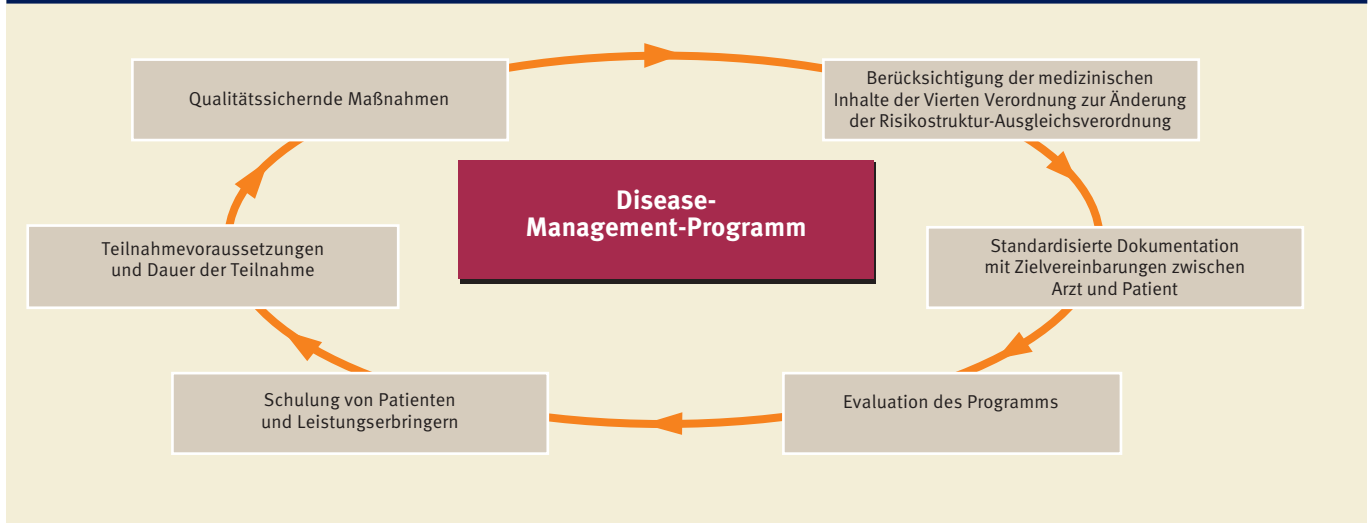 Qualitätssichernde Maßnahmen
Berücksichtigung der medizinischen
Inhalte der Vierten Verordnung zur Änderung
der Risikostruktur-Ausgleichsverordnung
Disease-
Management-Programm
Teilnahmevoraussetzungen
und Dauer der Teilnahme
Standardisierte Dokumentation
mit Zielvereinbarungen zwischen
Arzt und Patient
Schulung von Patienten
und Leistungserbringern
Evaluation des Programms